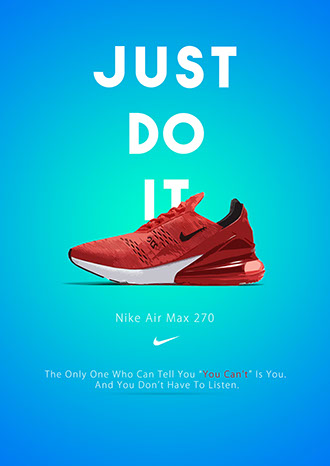 JUST
DO
IT
Nike Air Max 270
The Only One Who Can Tell You "You Can't" Is You.
And You Don't Have To Listen.